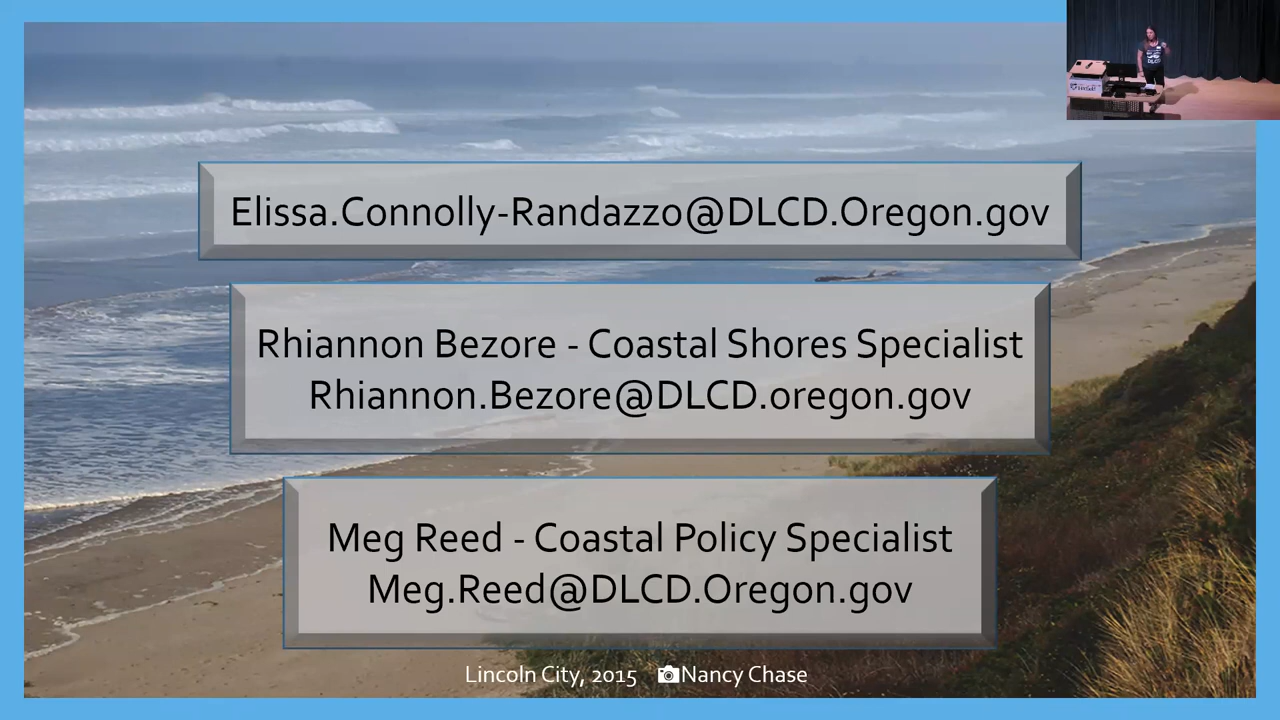 Elissa.Connolly-Randazzo@DLCD.Oregon.gov
Rhiannon Bezore - Coastal Shores Specialist
Rhiannon.Bezore@DLCD.oregon.gov
Meg Reed - Coastal Policy Specialist
Meg.Reed@DLCD.Oregon.gov
Lincoln City, 2015 Nancy Chase
DLCD